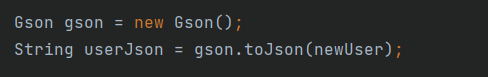 Gson gson = new Gson();
String userJson = gson.toJson(newUser);